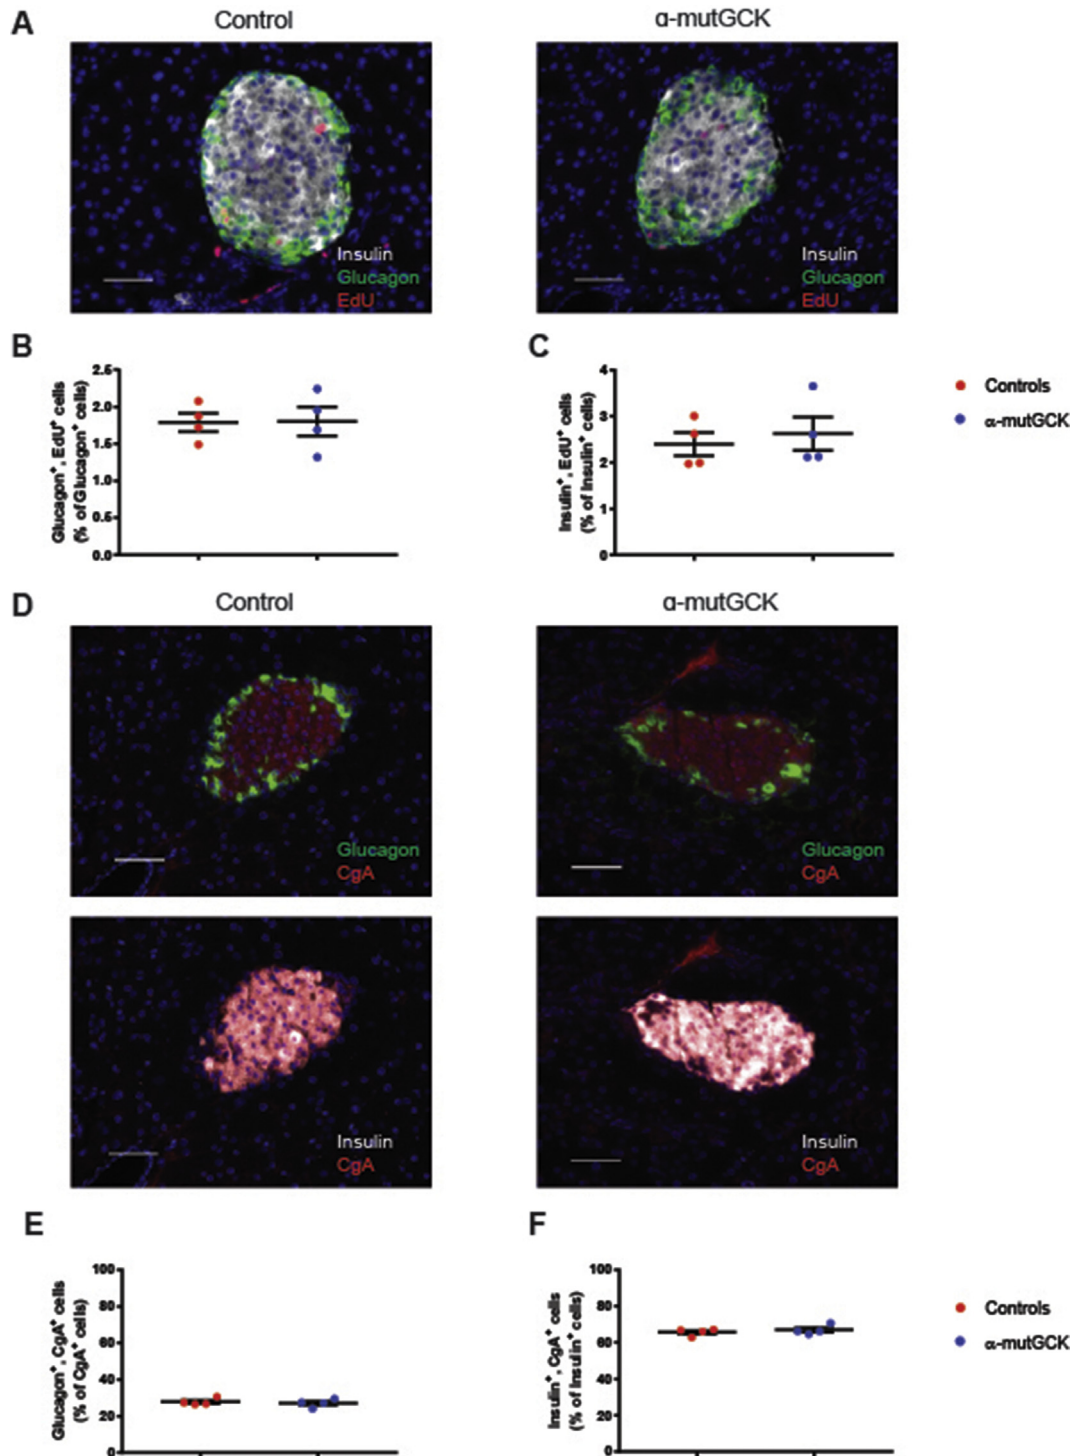 A
Control
α-mutGCK
Insulin
Glucagon
EdU
Insulin
Glucagon
EdU
B
Glucagon⁺, EdU⁺ cells
(% of Glucagon⁺ cells)
2.5
2.0
1.5
1.0
0.5
0.0
C
Insulin⁺, EdU⁺ cells
(% of Insulin⁺ cells)
4
3
2
1
0
Controls
α-mutGCK
D
Control
α-mutGCK
Glucagon
CgA
Glucagon
CgA
Insulin
CgA
Insulin
CgA
E
Glucagon⁺, CgA⁺ cells
(% of CgA⁺ cells)
100
80
60
40
20
0
F
Insulin⁺, CgA⁺ cells
(% of Insulin⁺ cells)
100
80
60
40
20
0
Controls
α-mutGCK